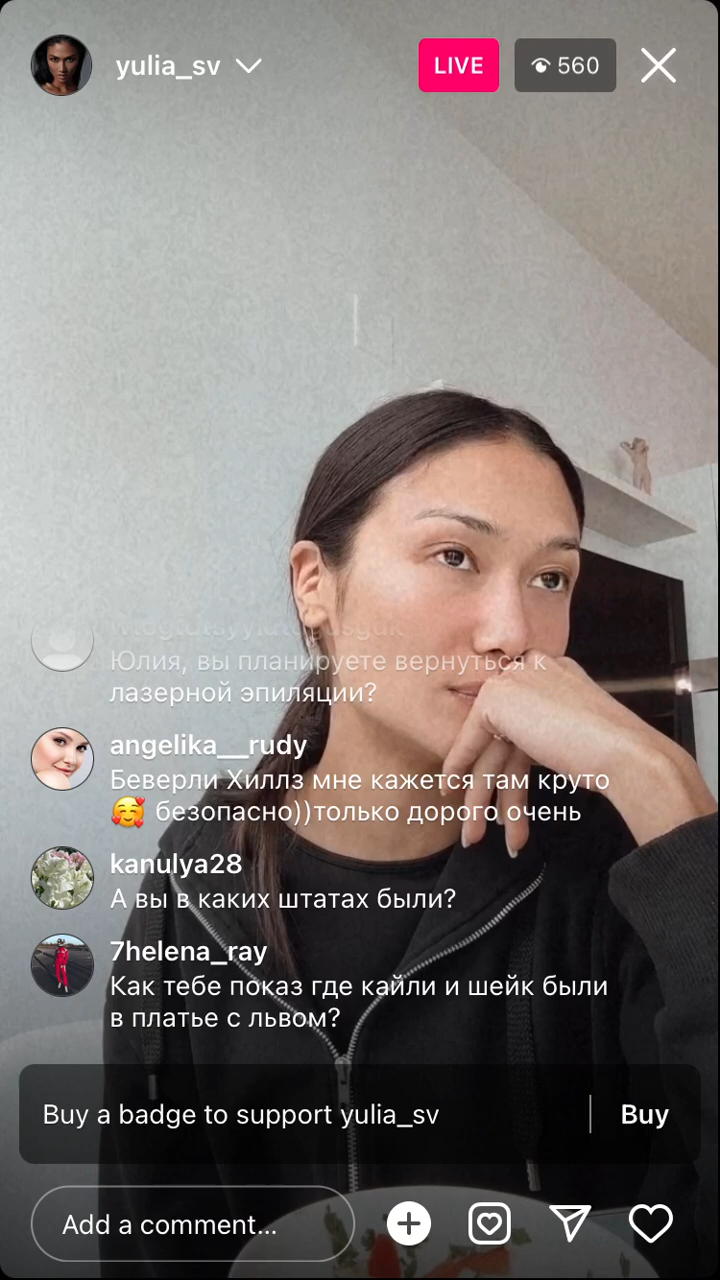 yulia_sv
LIVE
560
Юлия, вы планируете вернуться к
лазерной эпиляции?
angelika__rudy
Беверли Хиллз мне кажется там круто
🥰 безопасно))только дорого очень
kanulya28
А вы в каких штатах были?
7helena_ray
Как тебе показ где кайли и шейк были
в платье с львом?
Buy a badge to support yulia_sv
Buy
Add a comment...